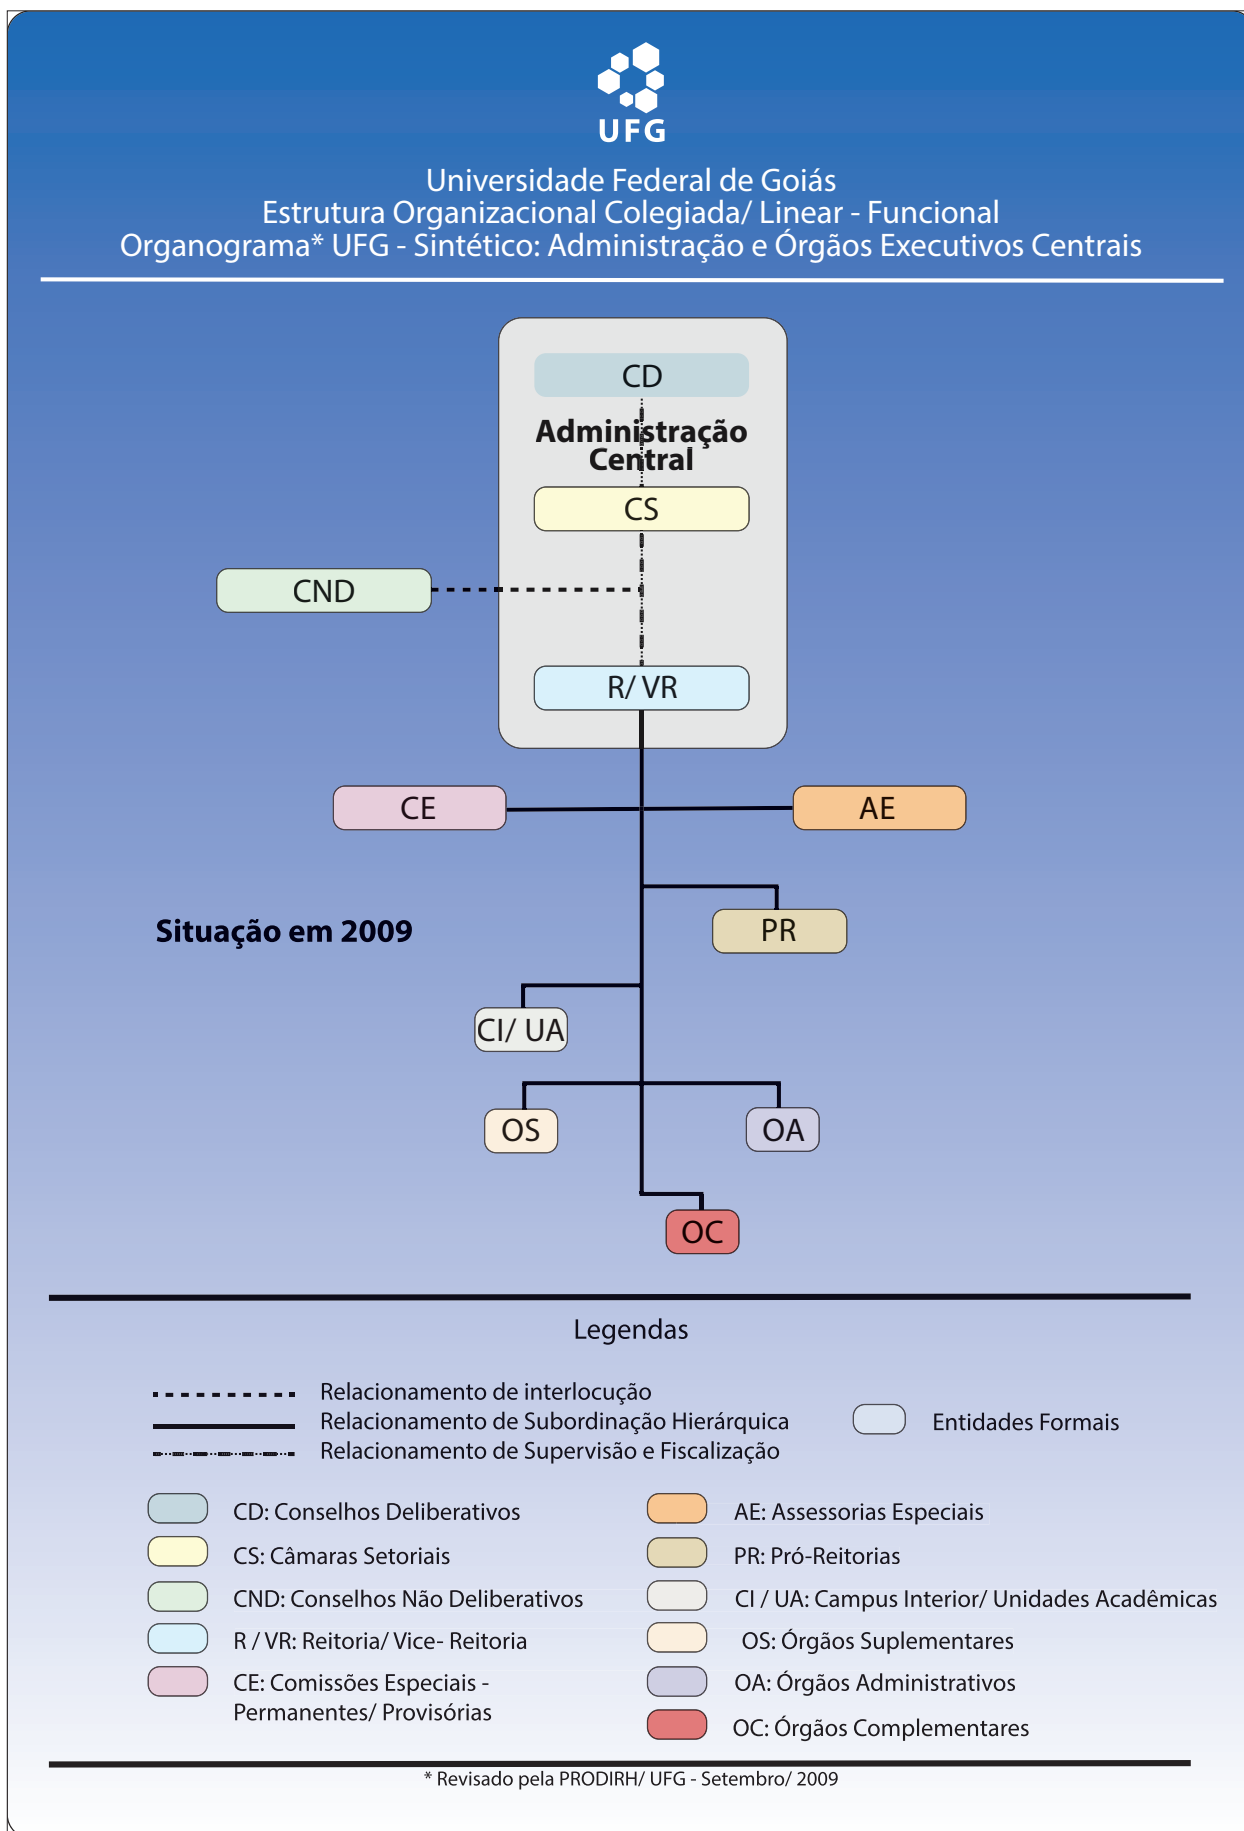 UFG
Universidade Federal de Goiás
Estrutura Organizacional Colegiada/ Linear - Funcional
Organograma* UFG - Sintético: Administração e Órgãos Executivos Centrais
CD
Administração
Central
CS
CND
R/ VR
CE
AE
Situação em 2009
PR
CI/ UA
OS
OA
OC
Legendas
Relacionamento de interlocução
Relacionamento de Subordinação Hierárquica
Entidades Formais
Relacionamento de Supervisão e Fiscalização
CD: Conselhos Deliberativos
CS: Câmaras Setoriais
CND: Conselhos Não Deliberativos
R / VR: Reitoria/ Vice- Reitoria
CE: Comissões Especiais -
Permanentes/ Provisórias
AE: Assessorias Especiais
PR: Pró-Reitorias
CI / UA: Campus Interior/ Unidades Acadêmicas
OS: Órgãos Suplementares
OA: Órgãos Administrativos
OC: Órgãos Complementares
* Revisado pela PRODIRH/ UFG - Setembro/ 2009